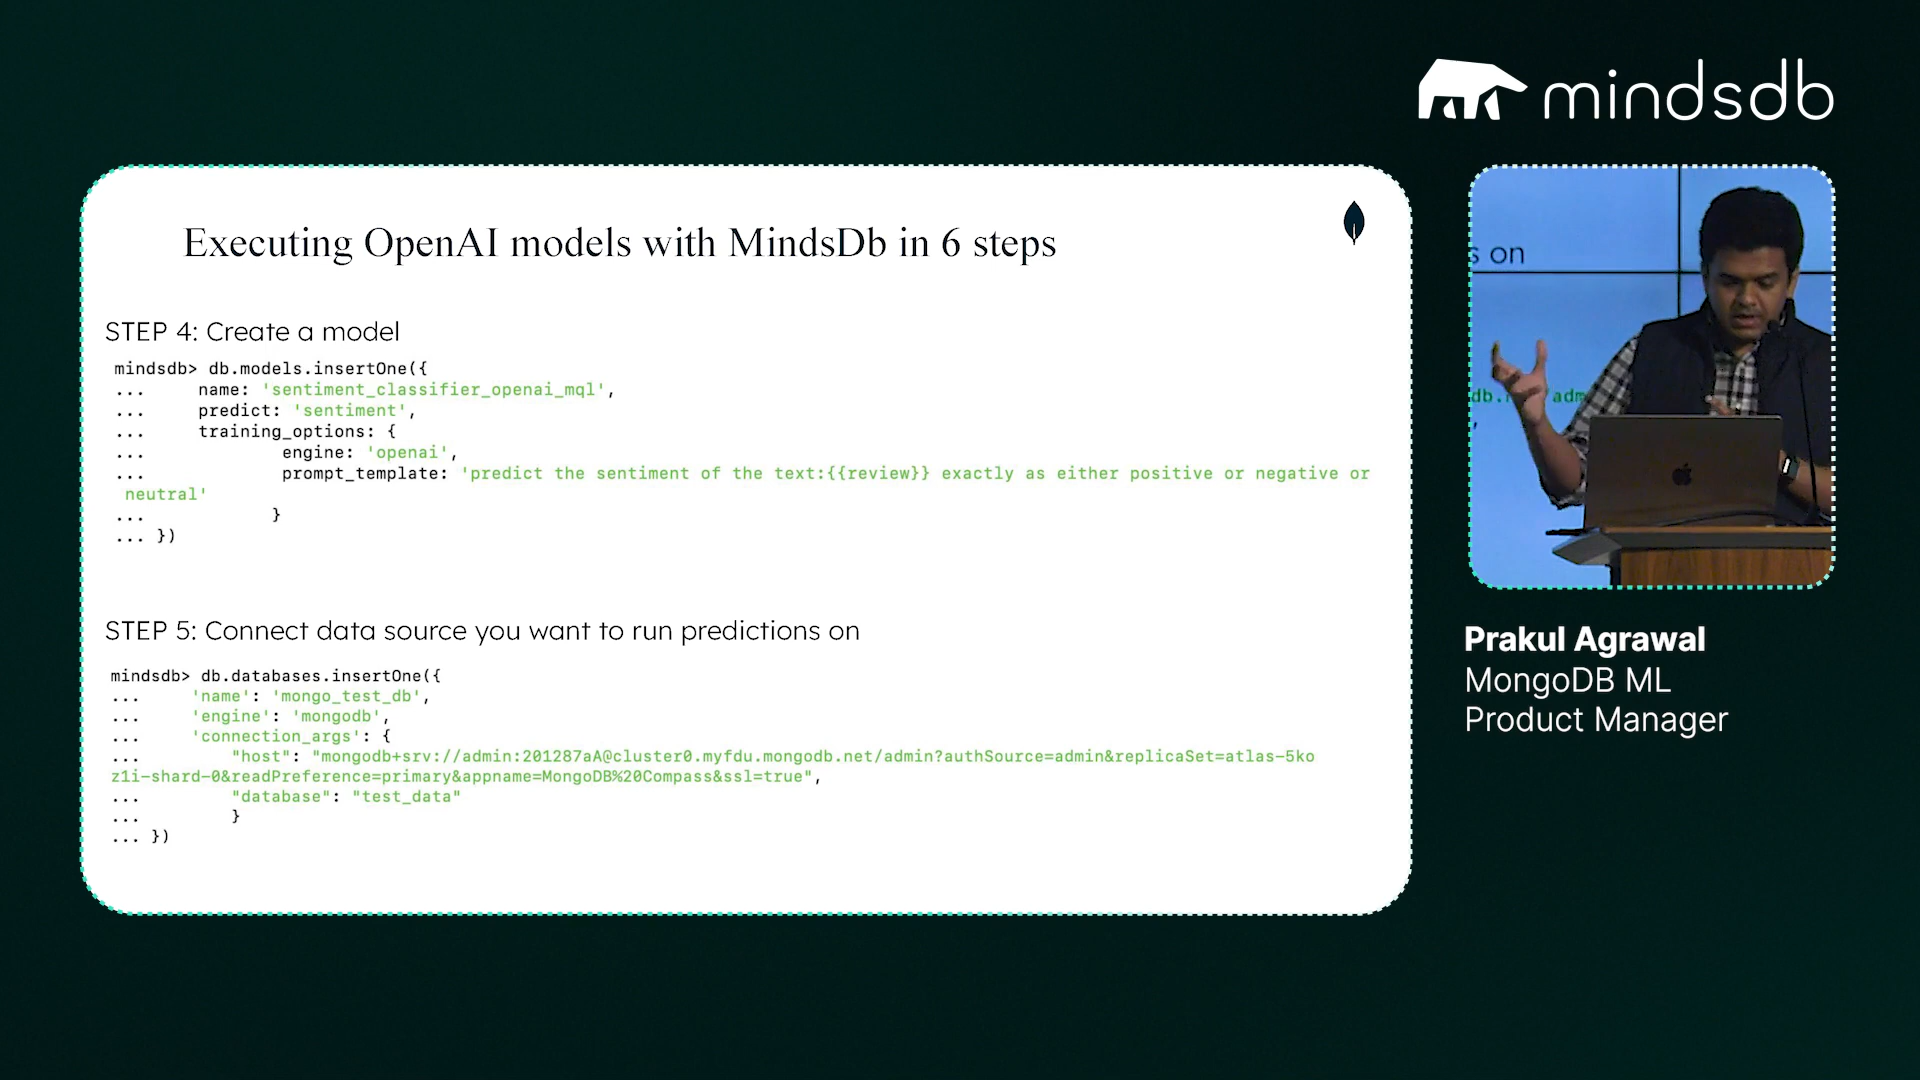 mindsdb
Executing OpenAI models with MindsDb in 6 steps
STEP 4: Create a model
mindsdb> db.models.insertOne({
...     name: 'sentiment_classifier_openai_mql',
...     predict: 'sentiment',
...     training_options: {
...             engine: 'openai',
...             prompt_template: 'predict the sentiment of the text:{{review}} exactly as either positive or negative or
 neutral'
...            }
... })
STEP 5: Connect data source you want to run predictions on
mindsdb> db.databases.insertOne({
...     'name': 'mongo_test_db',
...     'engine': 'mongodb',
...     'connection_args': {
...         "host": "mongodb+srv://admin:201287aA@cluster0.myfdu.mongodb.net/admin?authSource=admin&replicaSet=atlas-5ko
z1i-shard-0&readPreference=primary&appname=MongoDB%20Compass&ssl=true",
...         "database": "test_data"
...         }
... })
s on
db.
adm
Prakul Agrawal
MongoDB ML
Product Manager